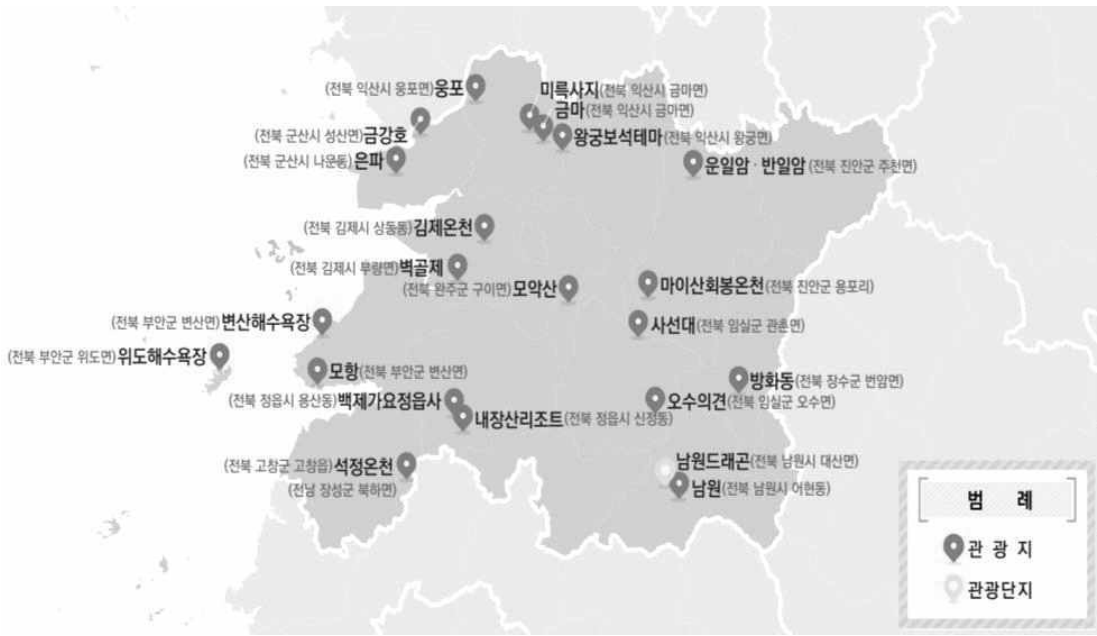 (전북 익산시 웅포면)웅포
미륵사지(전북 익산시 금마면)
금마(전북 익산시 금마면)
(전북 군산시 성산면)금강호
왕궁보석테마(전북 익산시 왕궁면)
(전북 군산시 나운동)은파
운일암·반일암(전북 진안군 주천면)
(전북 김제시 상동동)김제온천
(전북 김제시 부량면)벽골제
(전북 완주군 구이면)모악산
마이산회봉온천(전북 진안군 용포리)
(전북 부안군 변산면)변산해수욕장
사선대(전북 임실군 관촌면)
(전북 부안군 위도면)위도해수욕장
모항(전북 부안군 변산면)
방화동(전북 장수군 번암면)
(전북 정읍시 용산동)백제가요정읍사
오수의견(전북 임실군 오수면)
내장산리조트(전북 정읍시 신정동)
(전북 고창군 고창읍)석정온천
(전남 장성군 북하면)
남원드래곤(전북 남원시 대산면)
남원(전북 남원시 어현동)
범 례
관 광 지
관광단지